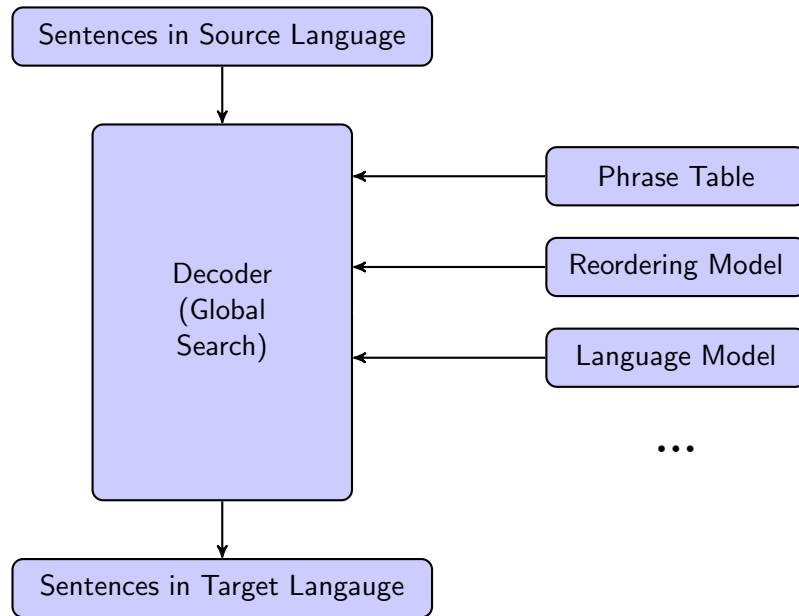 Sentences in Source Language
Phrase Table
Reordering Model
Decoder
(Global
Search)
Language Model
...
Sentences in Target Langauge